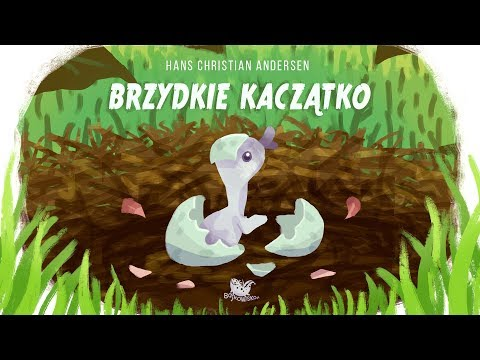 HANS CHRISTIAN ANDERSEN
BRZYDKIE KACZĄTKO